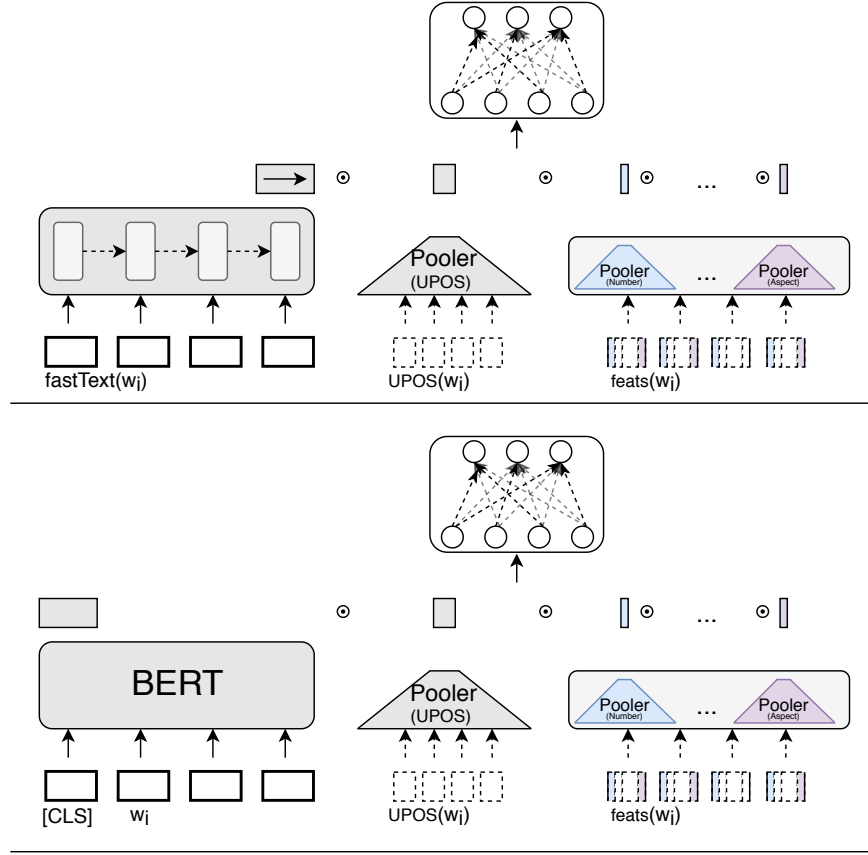 Pooler
(UPOS)
Pooler
(Number)
...
Pooler
(Aspect)
...
fastText(wi)
UPOS(wi)
feats(wi)
...
BERT
Pooler
(UPOS)
Pooler
(Number)
...
Pooler
(Aspect)
[CLS]
wi
UPOS(wi)
feats(wi)